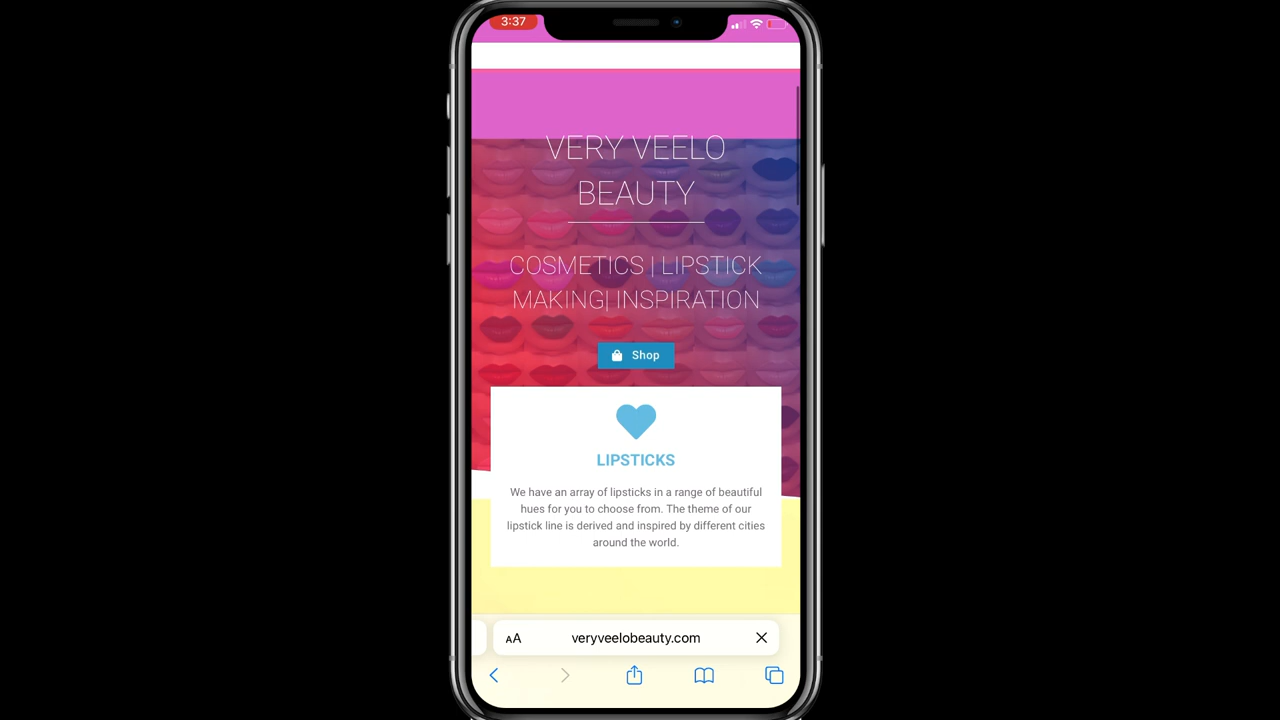 3:37
VERY VEELO
BEAUTY
COSMETICS | LIPSTICK
MAKING| INSPIRATION
Shop
LIPSTICKS
We have an array of lipsticks in a range of beautiful
hues for you to choose from. The theme of our
lipstick line is derived and inspired by different cities
around the world.
AA veryveelobeauty.com